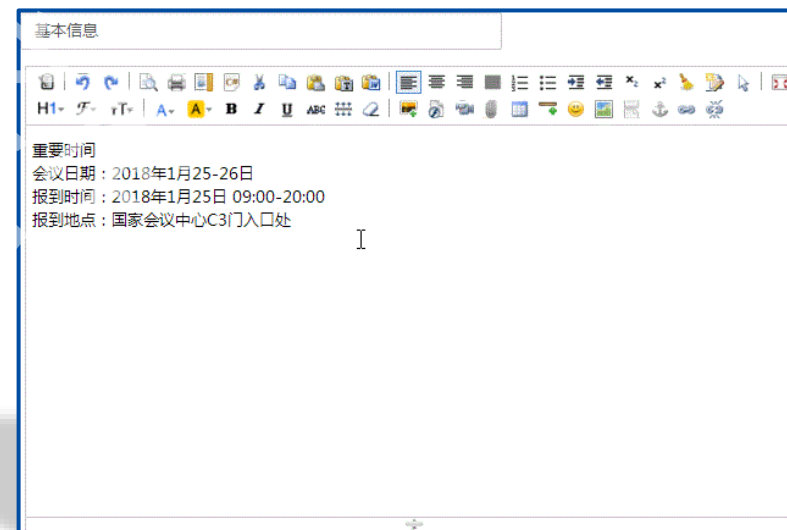 基本信息
H1 F тT A A B I U ABC
重要时间
会议日期：2018年1月25-26日
报到时间：2018年1月25日 09:00-20:00
报到地点：国家会议中心C3门入口处